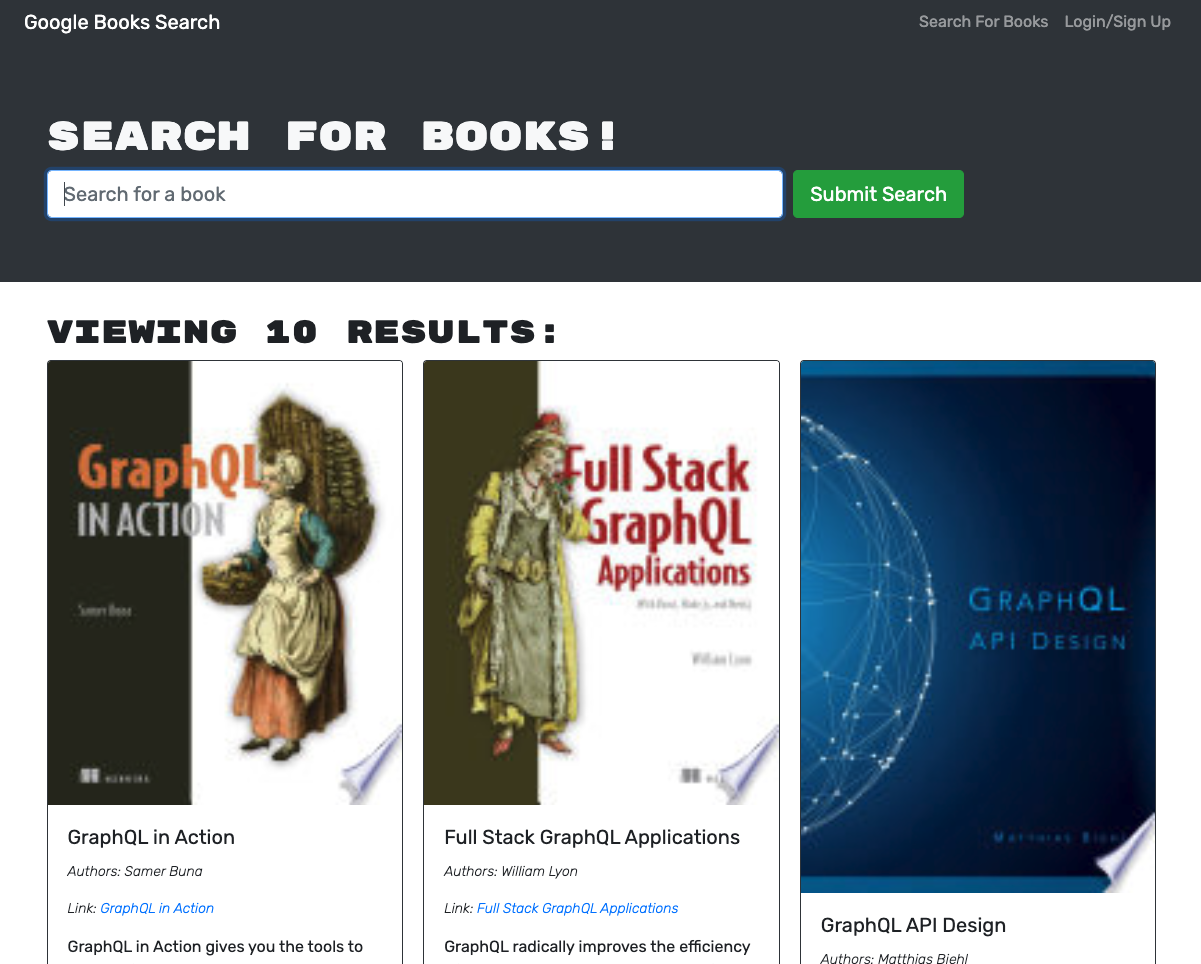 Google Books Search
Search For Books
Login/Sign Up
SEARCH FOR BOOKS!
Search for a book
Submit Search
VIEWING 10 RESULTS:
GraphQL
IN ACTION
Samer Buna
MANNING
GraphQL in Action
Authors: Samer Buna
Link: GraphQL in Action
GraphQL in Action gives you the tools to
Full Stack
GraphQL
Applications
With React, Node.js, and Neo4j
William Lyon
Full Stack GraphQL Applications
Authors: William Lyon
Link: Full Stack GraphQL Applications
GraphQL radically improves the efficiency
GRAPHQL
API DESIGN
MATTHIAS BIEHL
GraphQL API Design
Authors: Matthias Biehl